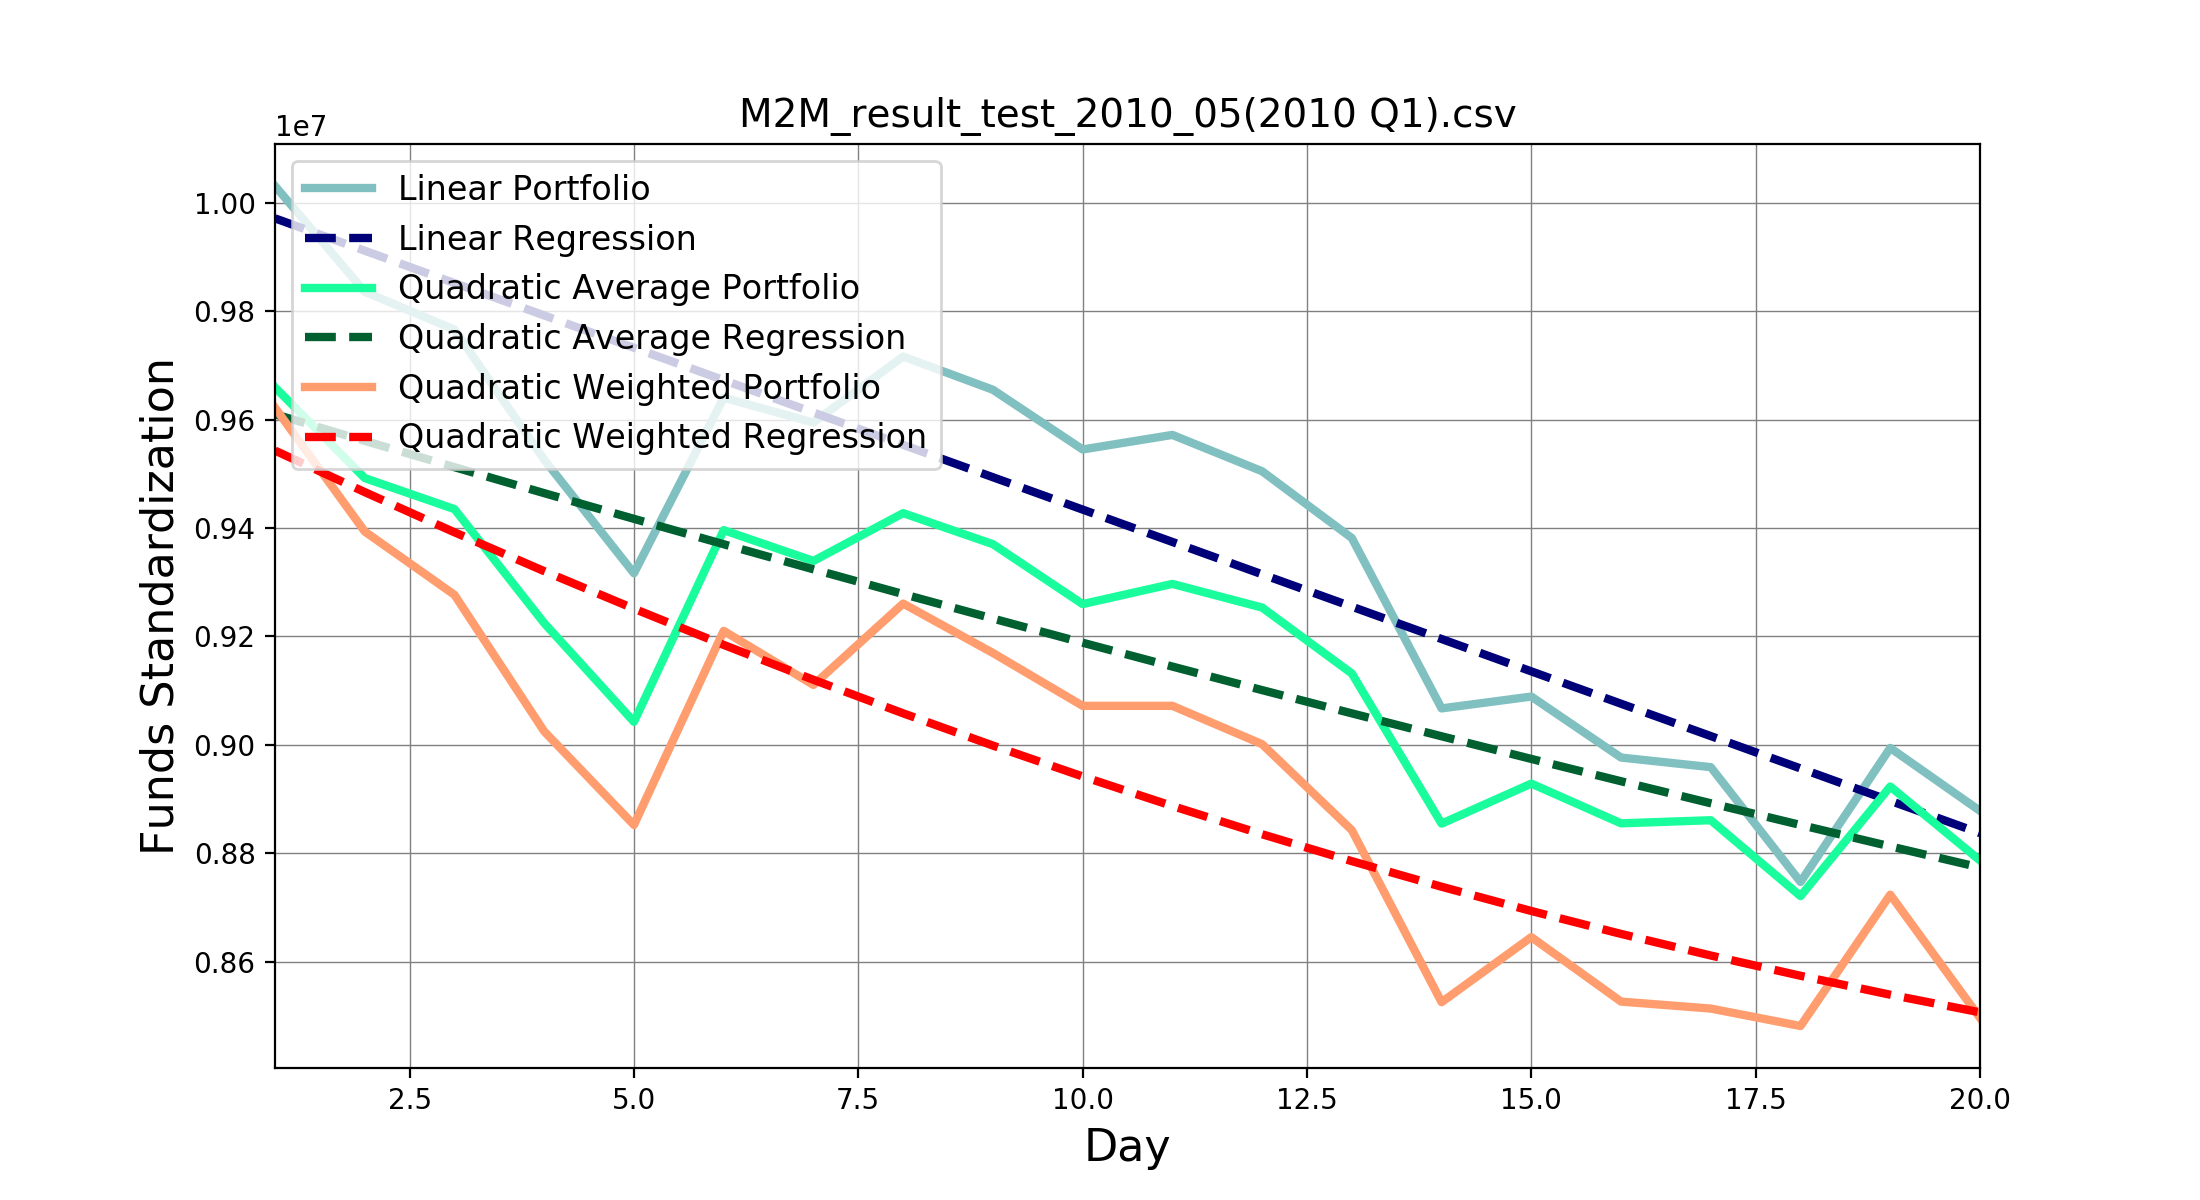 M2M_result_test_2010_05(2010 Q1).csv
1e7
Linear Portfolio
Linear Regression
Quadratic Average Portfolio
Quadratic Average Regression
Quadratic Weighted Portfolio
Quadratic Weighted Regression
1.00
0.98
0.96
0.94
0.92
0.90
0.88
0.86
Funds Standardization
2.5 5.0 7.5 10.0 12.5 15.0 17.5 20.0
Day